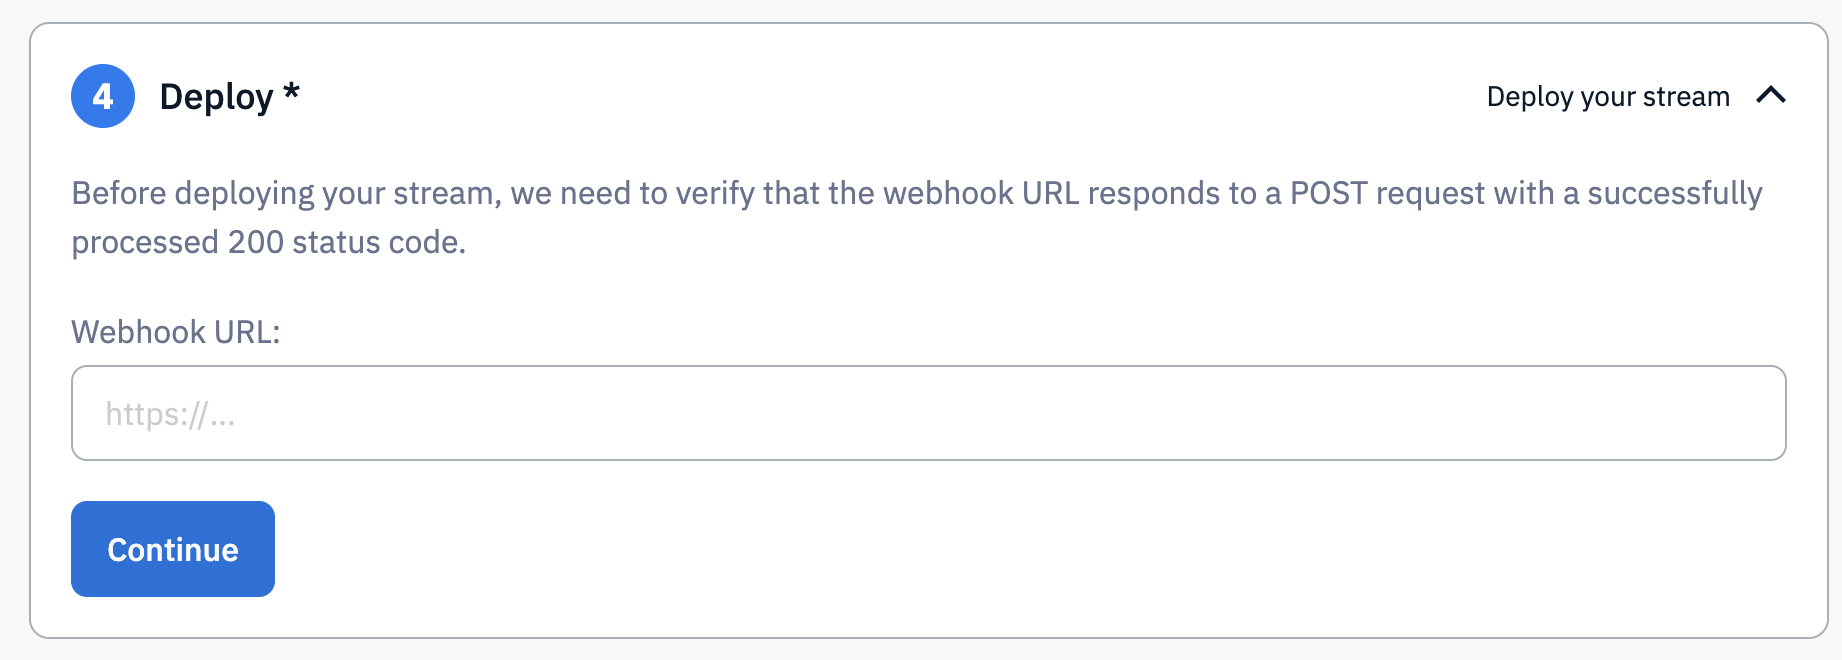 4 Deploy * Deploy your stream
Before deploying your stream, we need to verify that the webhook URL responds to a POST request with a successfully
processed 200 status code.
Webhook URL:
https://...
Continue